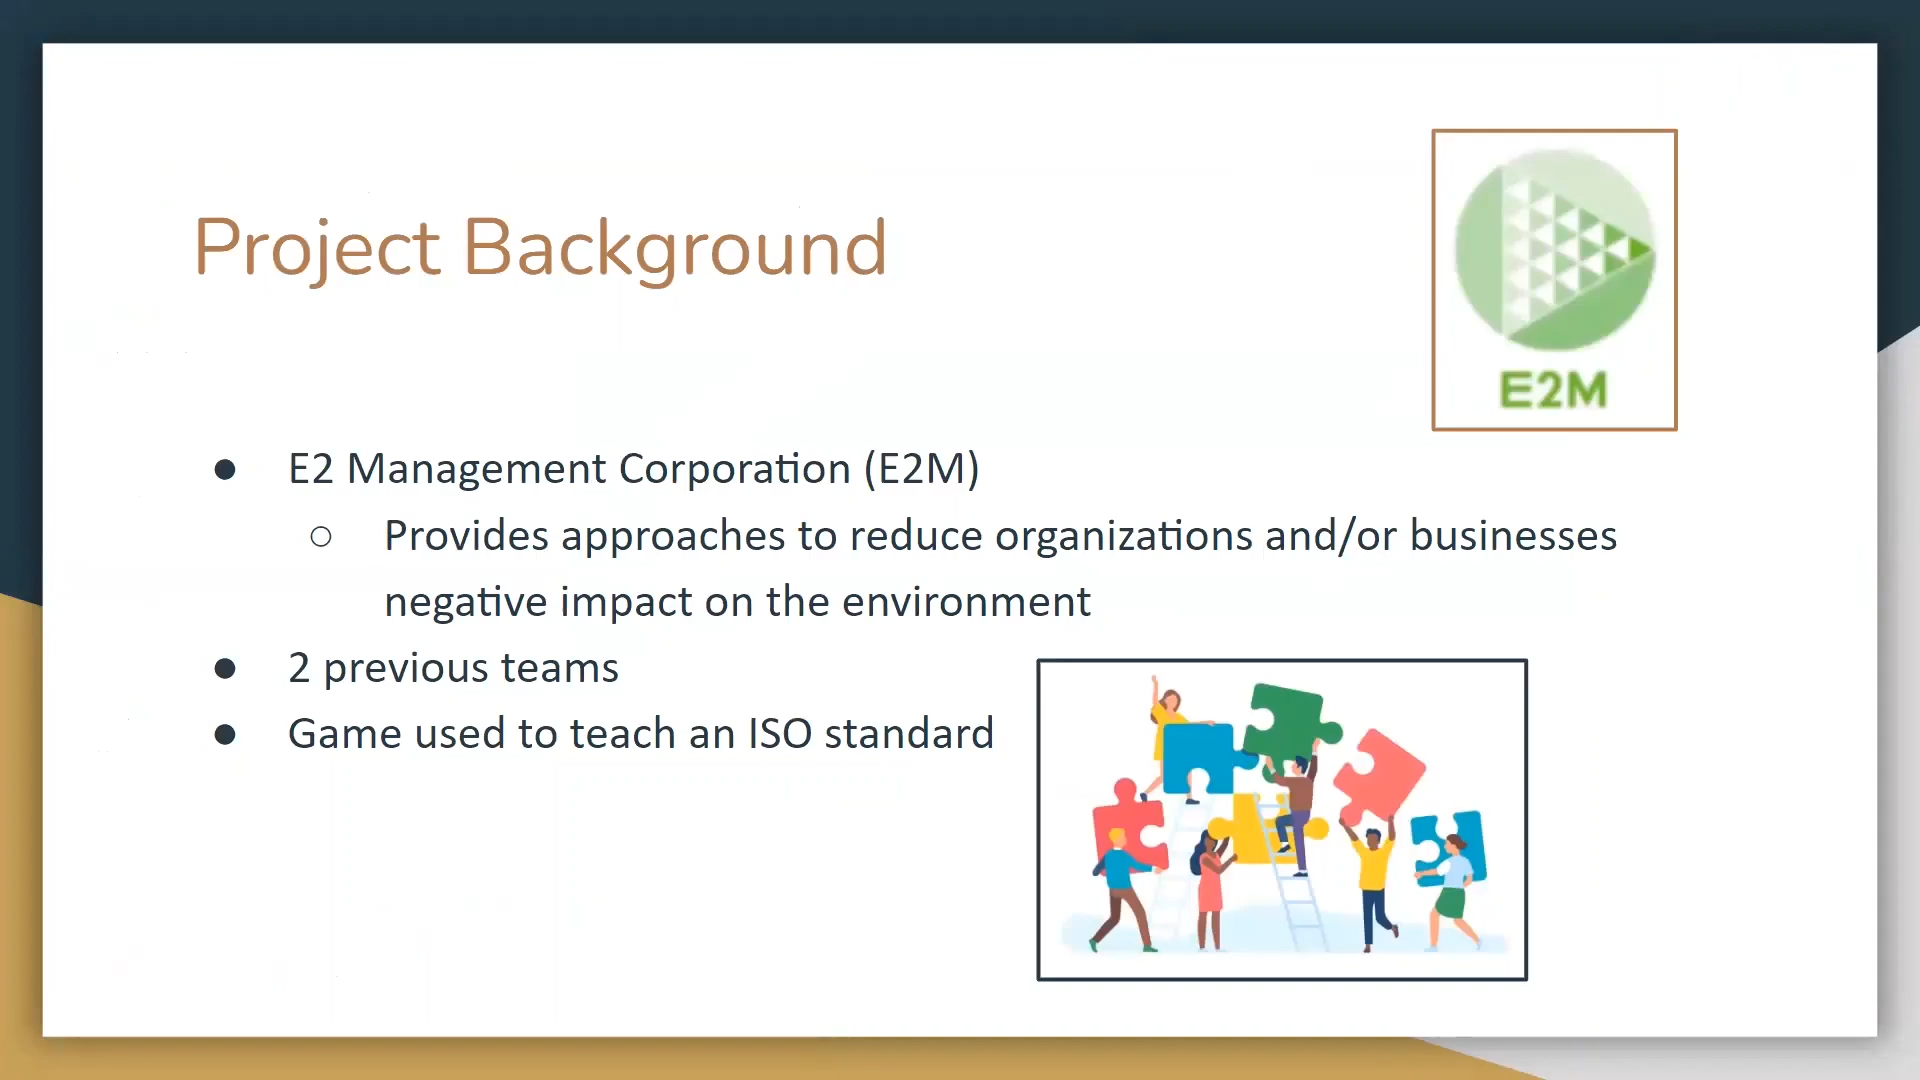 Project Background
E2M
● E2 Management Corporation (E2M)
○ Provides approaches to reduce organizations and/or businesses
negative impact on the environment
● 2 previous teams
● Game used to teach an ISO standard